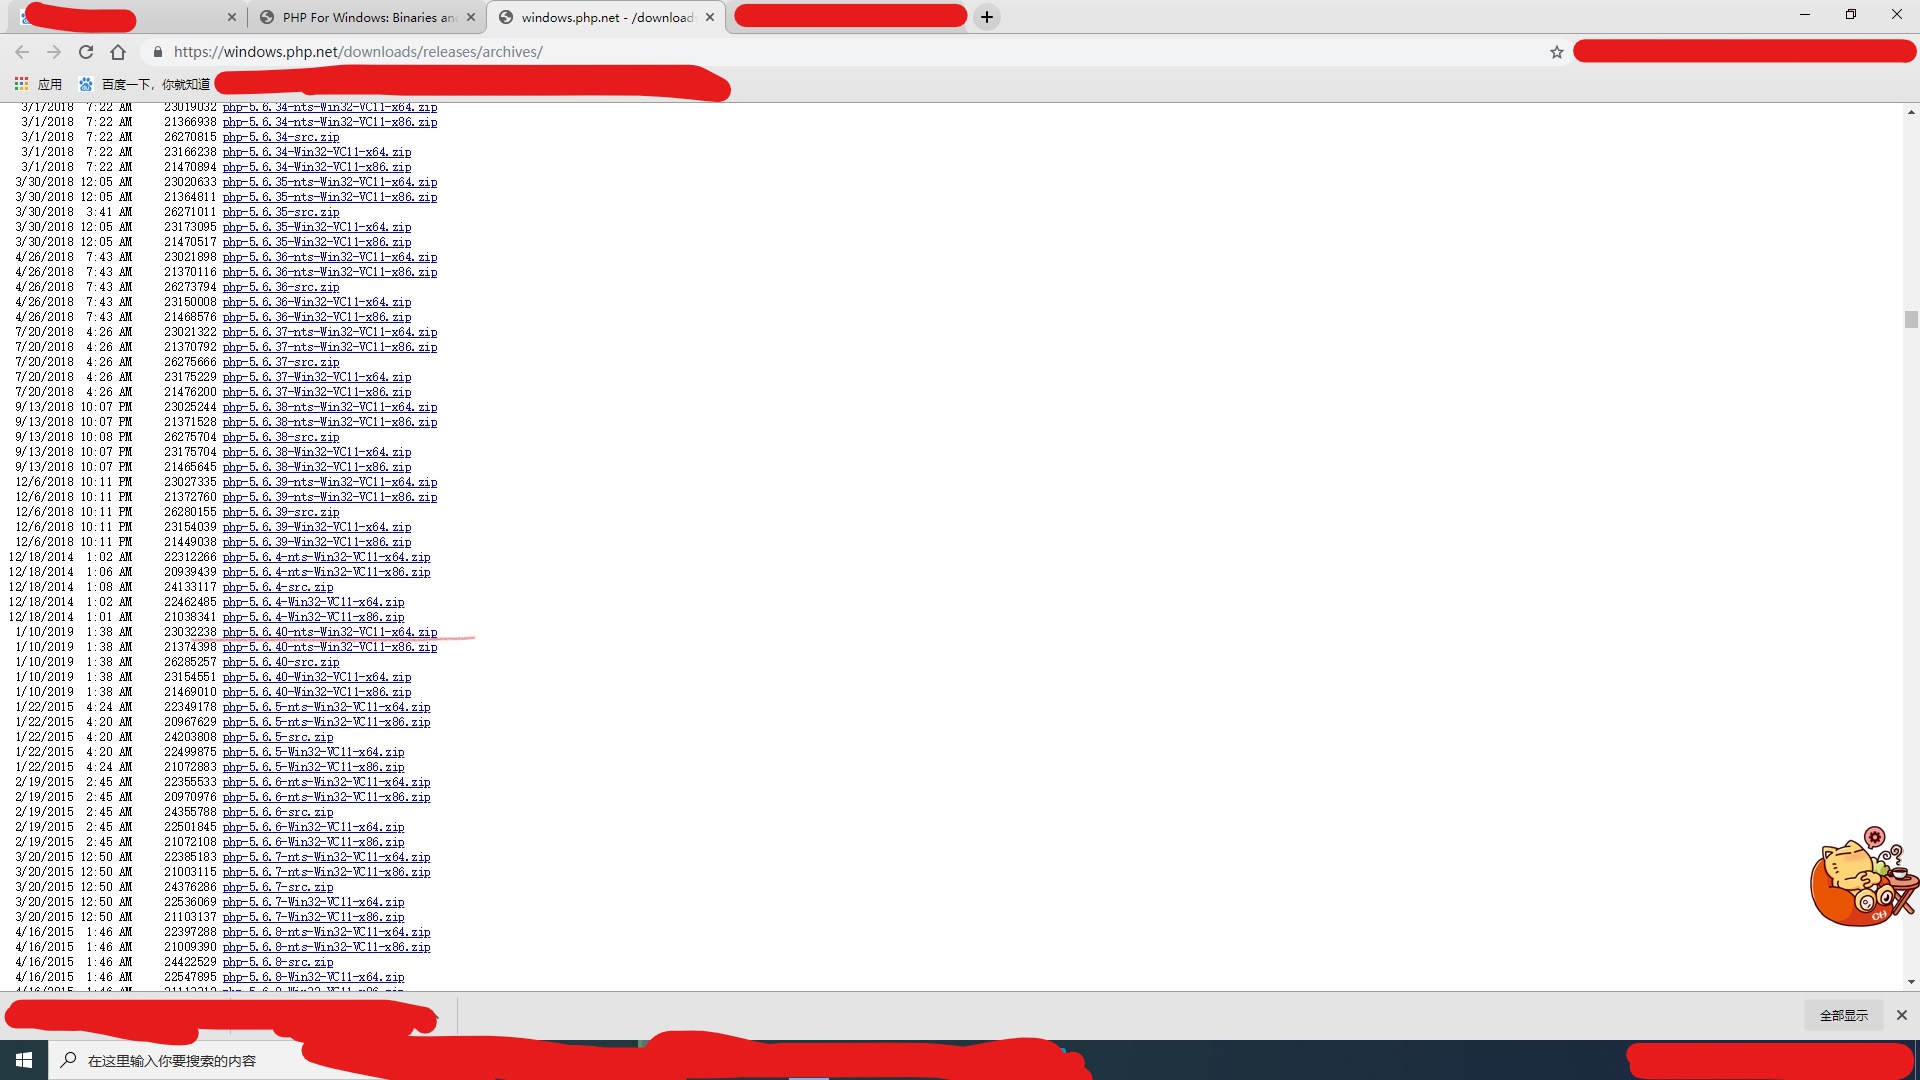 PHP For Windows: Binaries an
windows.php.net - /download
https://windows.php.net/downloads/releases/archives/
应用 百度一下，你就知道
3/1/2018 7:22 AM 23019032 php-5.6.34-nts-Win32-VC11-x64.zip
3/1/2018 7:22 AM 21366938 php-5.6.34-nts-Win32-VC11-x86.zip
3/1/2018 7:22 AM 26270815 php-5.6.34-src.zip
3/1/2018 7:22 AM 23166238 php-5.6.34-Win32-VC11-x64.zip
3/1/2018 7:22 AM 21470894 php-5.6.34-Win32-VC11-x86.zip
3/30/2018 12:05 AM 23020633 php-5.6.35-nts-Win32-VC11-x64.zip
3/30/2018 12:05 AM 21364811 php-5.6.35-nts-Win32-VC11-x86.zip
3/30/2018 3:41 AM 26271011 php-5.6.35-src.zip
3/30/2018 12:05 AM 23173095 php-5.6.35-Win32-VC11-x64.zip
3/30/2018 12:05 AM 21470517 php-5.6.35-Win32-VC11-x86.zip
4/26/2018 7:43 AM 23021898 php-5.6.36-nts-Win32-VC11-x64.zip
4/26/2018 7:43 AM 21370116 php-5.6.36-nts-Win32-VC11-x86.zip
4/26/2018 7:43 AM 26273794 php-5.6.36-src.zip
4/26/2018 7:43 AM 23150008 php-5.6.36-Win32-VC11-x64.zip
4/26/2018 7:43 AM 21468576 php-5.6.36-Win32-VC11-x86.zip
7/20/2018 4:26 AM 23021322 php-5.6.37-nts-Win32-VC11-x64.zip
7/20/2018 4:26 AM 21370792 php-5.6.37-nts-Win32-VC11-x86.zip
7/20/2018 4:26 AM 26275666 php-5.6.37-src.zip
7/20/2018 4:26 AM 23175229 php-5.6.37-Win32-VC11-x64.zip
7/20/2018 4:26 AM 21476200 php-5.6.37-Win32-VC11-x86.zip
9/13/2018 10:07 PM 23025244 php-5.6.38-nts-Win32-VC11-x64.zip
9/13/2018 10:07 PM 21371528 php-5.6.38-nts-Win32-VC11-x86.zip
9/13/2018 10:08 PM 26275704 php-5.6.38-src.zip
9/13/2018 10:07 PM 23175704 php-5.6.38-Win32-VC11-x64.zip
9/13/2018 10:07 PM 21465645 php-5.6.38-Win32-VC11-x86.zip
12/6/2018 10:11 PM 23027335 php-5.6.39-nts-Win32-VC11-x64.zip
12/6/2018 10:11 PM 21372760 php-5.6.39-nts-Win32-VC11-x86.zip
12/6/2018 10:11 PM 26280155 php-5.6.39-src.zip
12/6/2018 10:11 PM 23154039 php-5.6.39-Win32-VC11-x64.zip
12/6/2018 10:11 PM 21449038 php-5.6.39-Win32-VC11-x86.zip
12/18/2014 1:02 AM 22312266 php-5.6.4-nts-Win32-VC11-x64.zip
12/18/2014 1:06 AM 20939439 php-5.6.4-nts-Win32-VC11-x86.zip
12/18/2014 1:08 AM 24133117 php-5.6.4-src.zip
12/18/2014 1:02 AM 22462485 php-5.6.4-Win32-VC11-x64.zip
12/18/2014 1:01 AM 21038341 php-5.6.4-Win32-VC11-x86.zip
1/10/2019 1:38 AM 23032238 php-5.6.40-nts-Win32-VC11-x64.zip
1/10/2019 1:38 AM 21374398 php-5.6.40-nts-Win32-VC11-x86.zip
1/10/2019 1:38 AM 26285257 php-5.6.40-src.zip
1/10/2019 1:38 AM 23154551 php-5.6.40-Win32-VC11-x64.zip
1/10/2019 1:38 AM 21469010 php-5.6.40-Win32-VC11-x86.zip
1/22/2015 4:24 AM 22349178 php-5.6.5-nts-Win32-VC11-x64.zip
1/22/2015 4:20 AM 20967629 php-5.6.5-nts-Win32-VC11-x86.zip
1/22/2015 4:20 AM 24203808 php-5.6.5-src.zip
1/22/2015 4:20 AM 22499875 php-5.6.5-Win32-VC11-x64.zip
1/22/2015 4:24 AM 21072883 php-5.6.5-Win32-VC11-x86.zip
2/19/2015 2:45 AM 22355533 php-5.6.6-nts-Win32-VC11-x64.zip
2/19/2015 2:45 AM 20970976 php-5.6.6-nts-Win32-VC11-x86.zip
2/19/2015 2:45 AM 24355788 php-5.6.6-src.zip
2/19/2015 2:45 AM 22501845 php-5.6.6-Win32-VC11-x64.zip
2/19/2015 2:45 AM 21072108 php-5.6.6-Win32-VC11-x86.zip
3/20/2015 12:50 AM 22385183 php-5.6.7-nts-Win32-VC11-x64.zip
3/20/2015 12:50 AM 21003115 php-5.6.7-nts-Win32-VC11-x86.zip
3/20/2015 12:50 AM 24376286 php-5.6.7-src.zip
3/20/2015 12:50 AM 22536069 php-5.6.7-Win32-VC11-x64.zip
3/20/2015 12:50 AM 21103137 php-5.6.7-Win32-VC11-x86.zip
4/16/2015 1:46 AM 22397288 php-5.6.8-nts-Win32-VC11-x64.zip
4/16/2015 1:46 AM 21009390 php-5.6.8-nts-Win32-VC11-x86.zip
4/16/2015 1:46 AM 24422529 php-5.6.8-src.zip
4/16/2015 1:46 AM 22547895 php-5.6.8-Win32-VC11-x64.zip
CH
全部显示
在这里输入你要搜索的内容